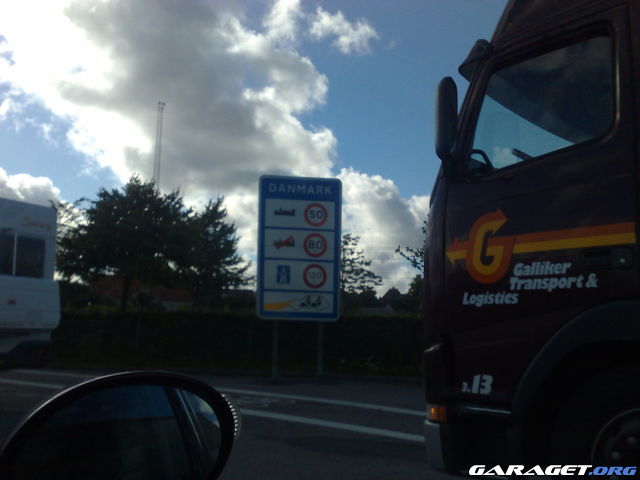 DANMARK
50
80
130
G
Galliker
Transport &
Logistics
13
GARAGET.ORG